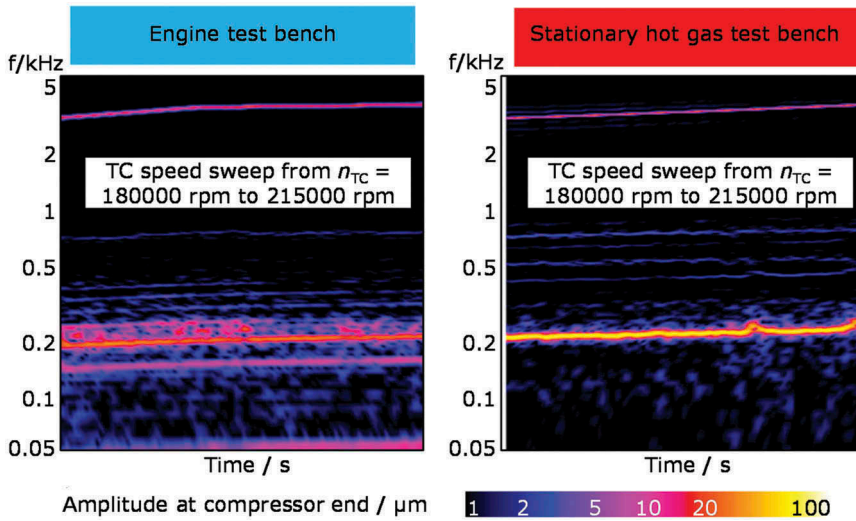 Engine test bench
Stationary hot gas test bench
f/kHz
f/kHz
5
2
1
0.5
0.2
0.1
0.05
TC speed sweep from nTC =
180000 rpm to 215000 rpm
Time / s
5
2
1
0.5
0.2
0.1
0.05
TC speed sweep from nTC =
180000 rpm to 215000 rpm
Time / s
Amplitude at compressor end / µm
1 2 5 10 20 100